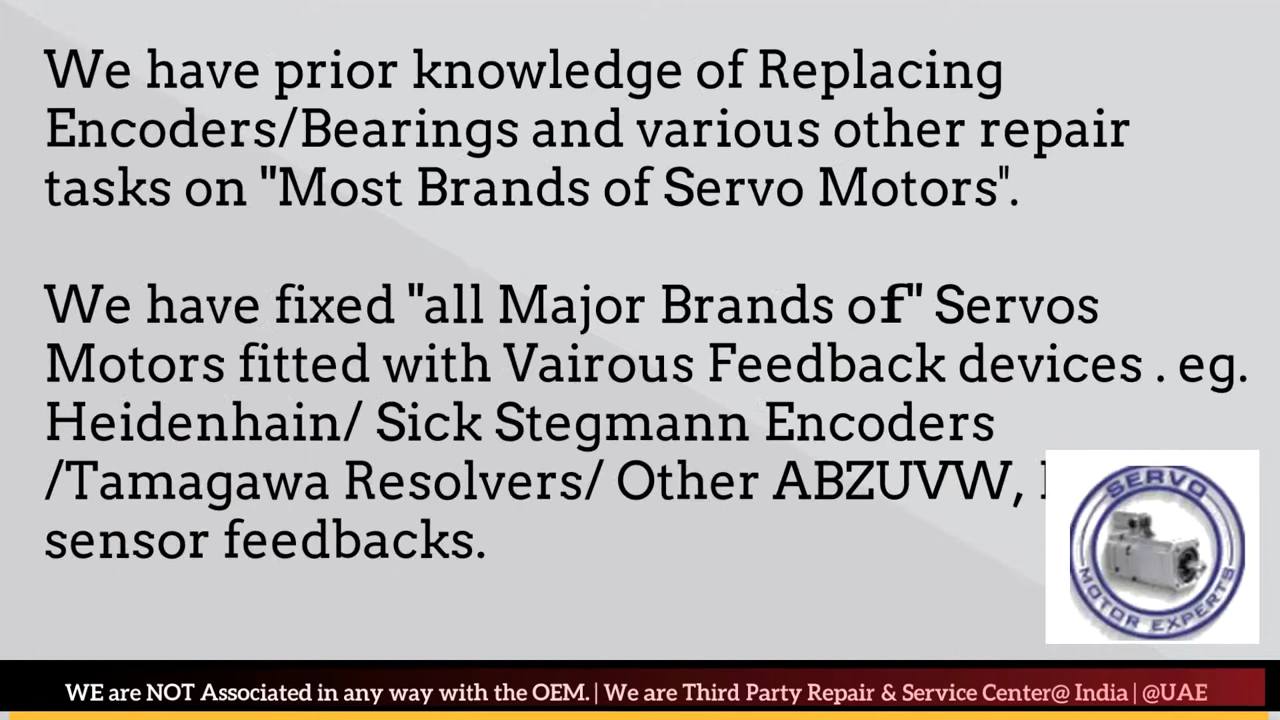 We have prior knowledge of Replacing
Encoders/Bearings and various other repair
tasks on "Most Brands of Servo Motors".
We have fixed "all Major Brands of" Servos
Motors fitted with Vairous Feedback devices . eg.
Heidenhain/ Sick Stegmann Encoders
/Tamagawa Resolvers/ Other ABZUVW,
sensor feedbacks.
SERVO
MOTOR EXPERTS
WE are NOT Associated in any way with the OEM. | We are Third Party Repair & Service Center@ India | @UAE